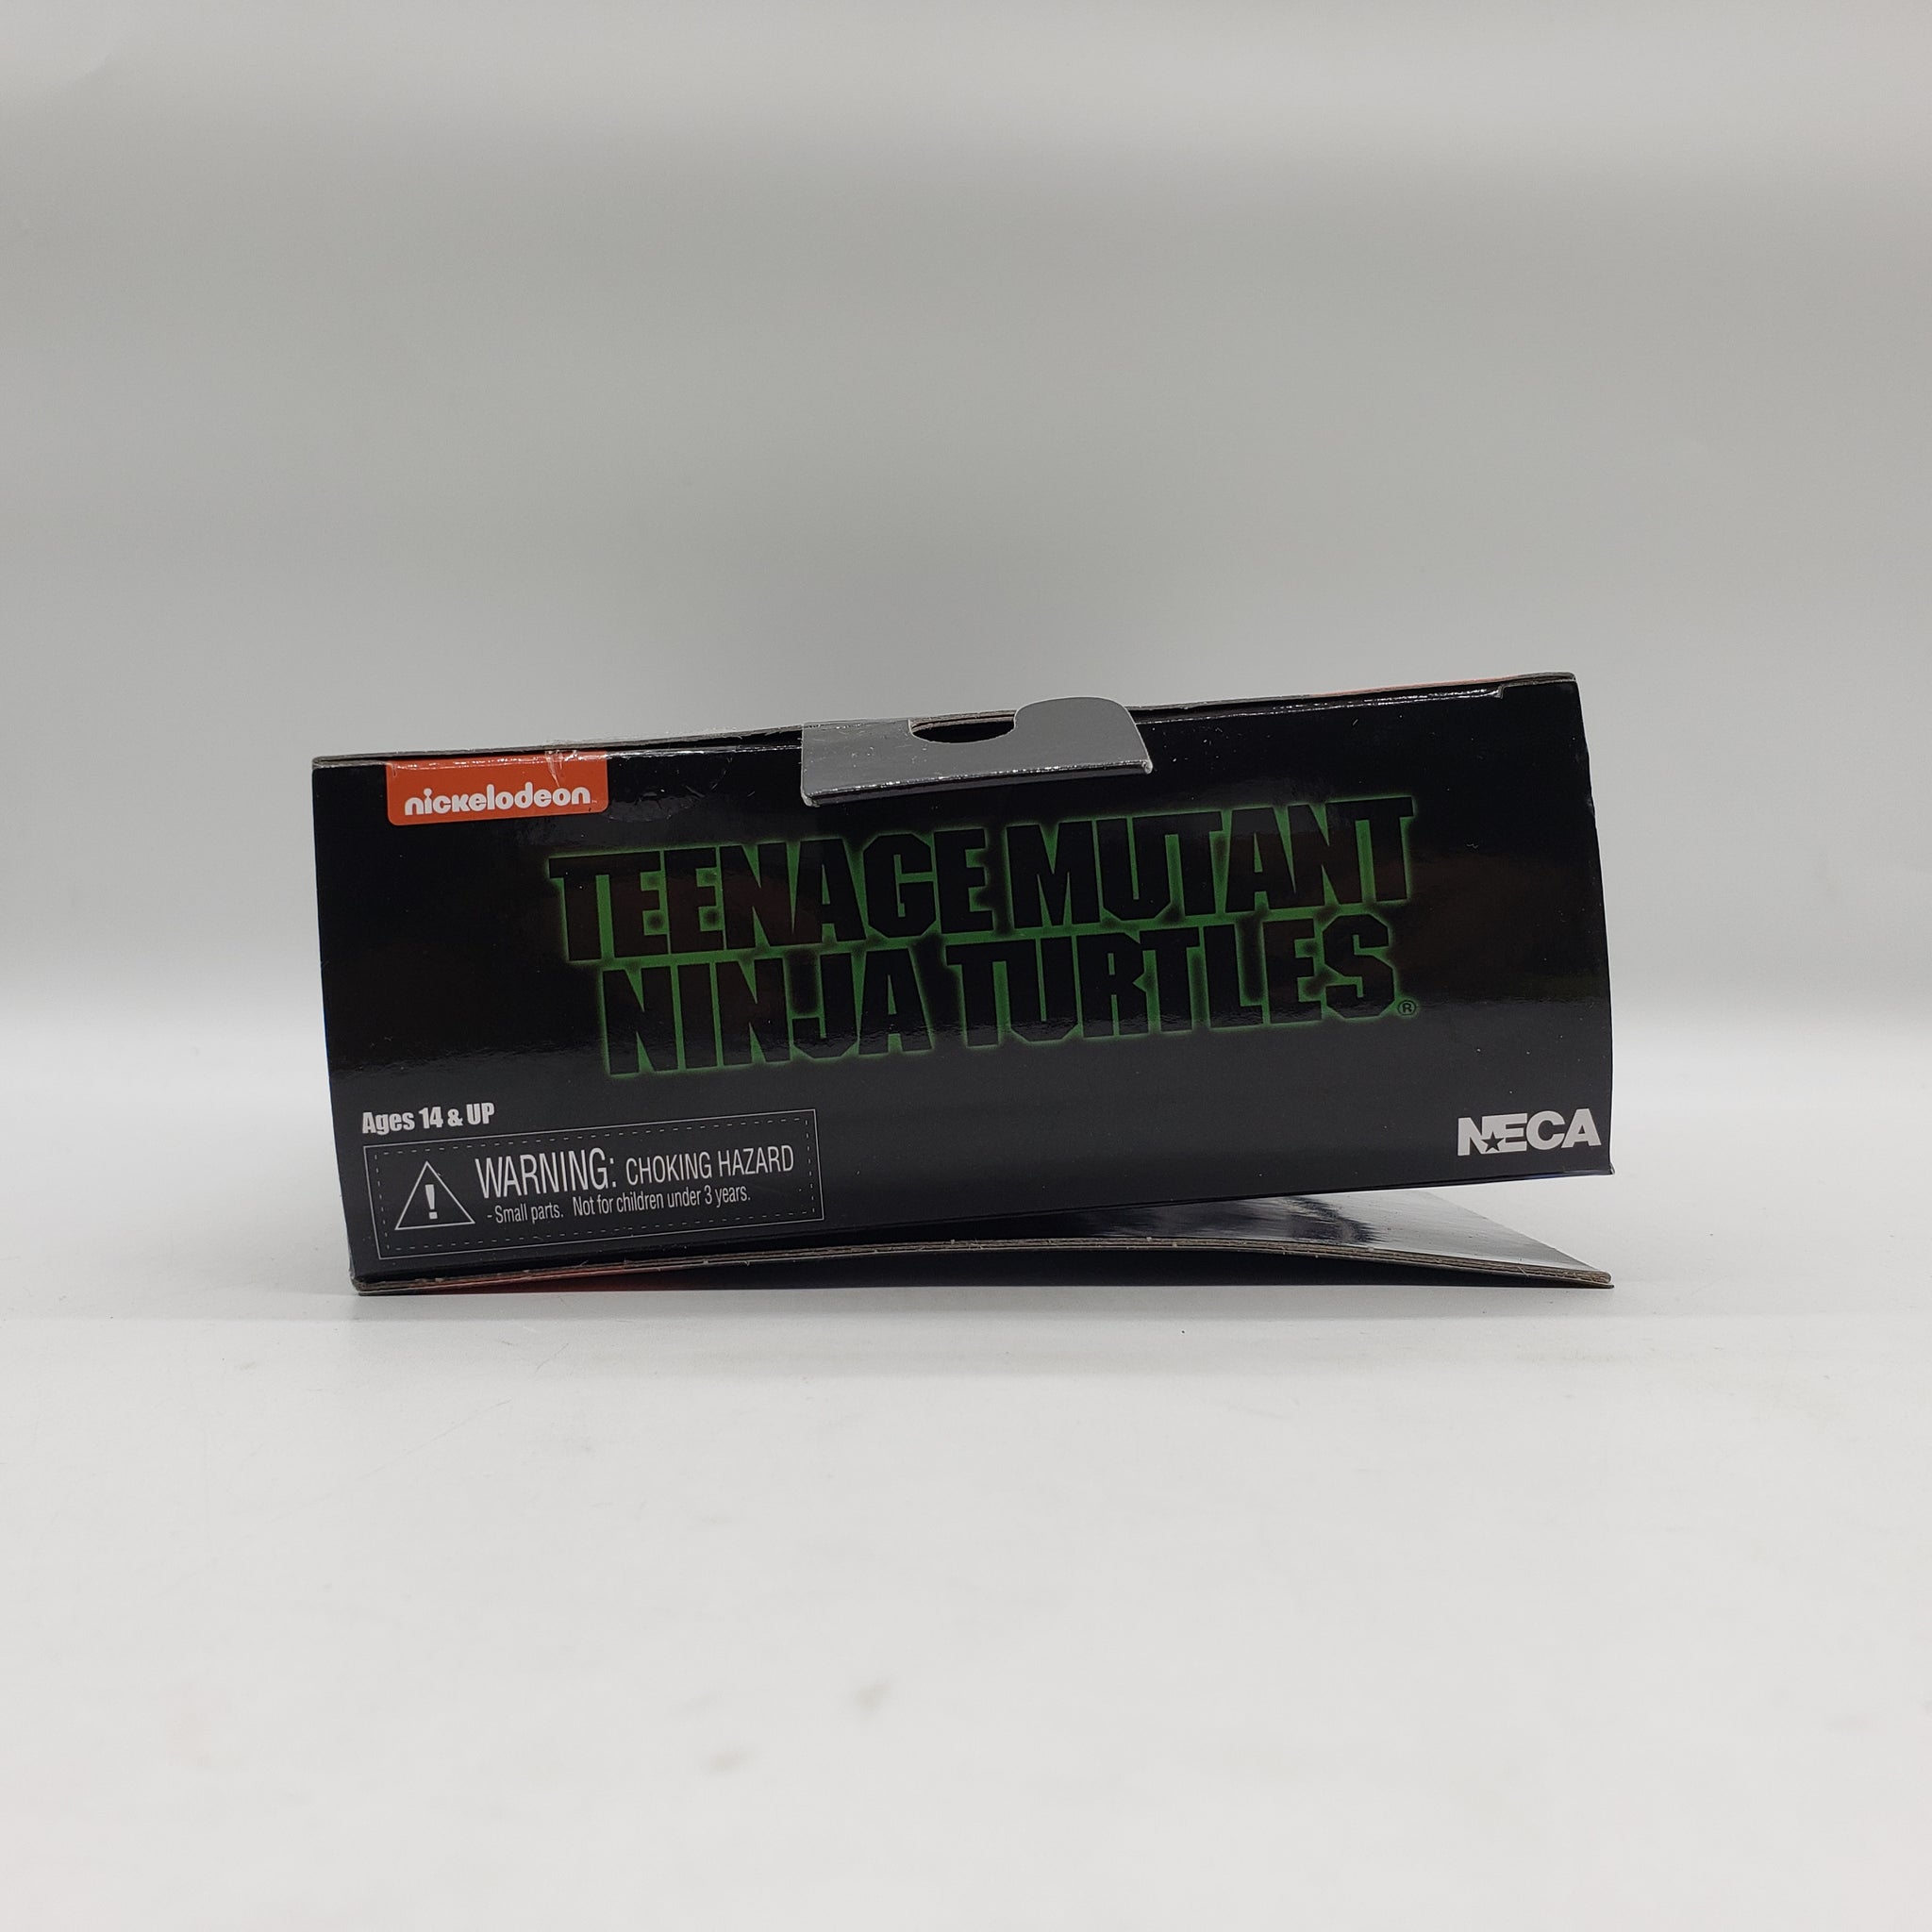 nickelodeon
TEENAGE MUTANT
NINJA TURTLES®
Ages 14 & UP
WARNING: CHOKING HAZARD
- Small parts. Not for children under 3 years.
NECA